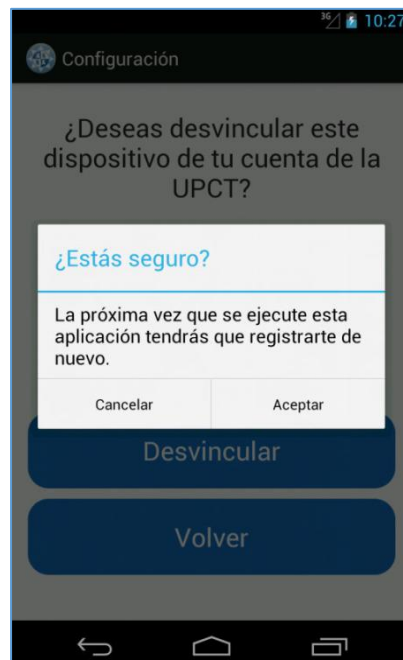 3G 10:27
Configuración
¿Deseas desvincular este
dispositivo de tu cuenta de la
UPCT?
¿Estás seguro?
La próxima vez que se ejecute esta
aplicación tendrás que registrarte de
nuevo.
Cancelar Aceptar
Desvincular
Volver